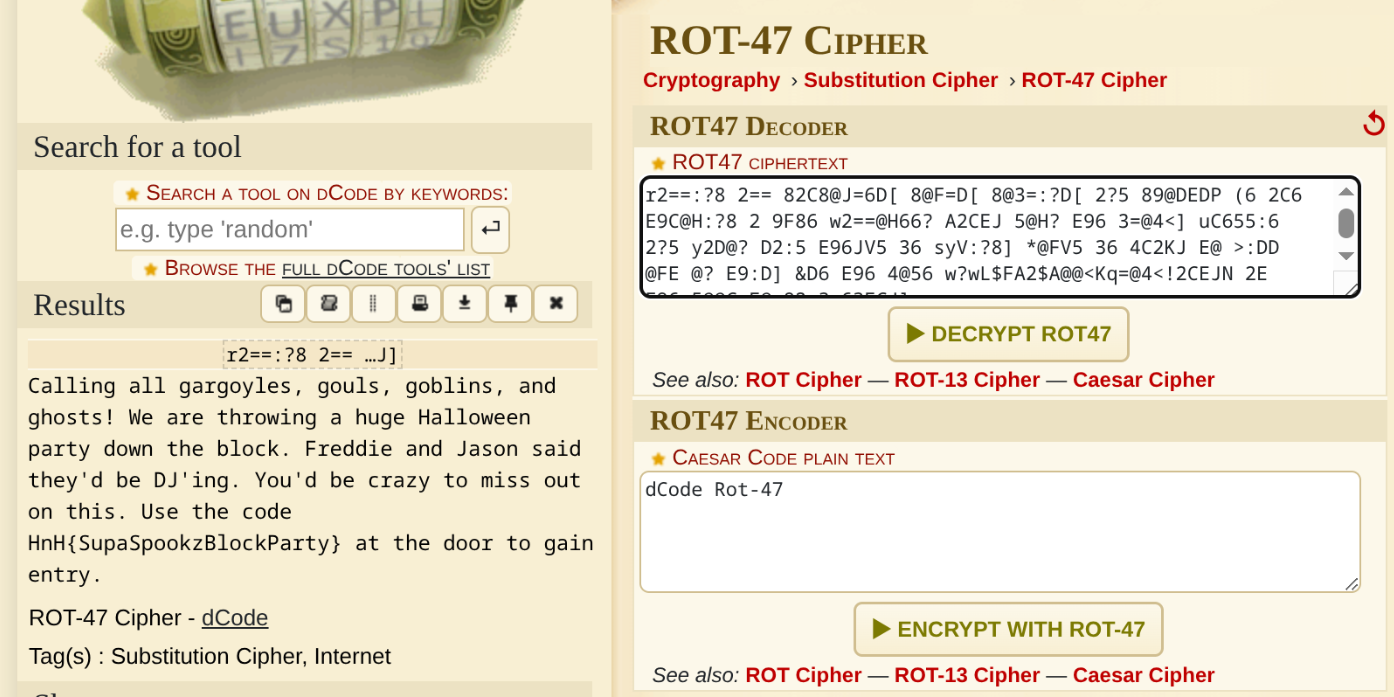 EUXPL
Search for a tool
SEARCH A TOOL ON DCODE BY KEYWORDS:
e.g. type 'random'
BROWSE THE FULL DCODE TOOLS' LIST
Results
r2==:?8 2== …J]
Calling all gargoyles, gouls, goblins, and
ghosts! We are throwing a huge Halloween
party down the block. Freddie and Jason said
they'd be DJ'ing. You'd be crazy to miss out
on this. Use the code
HnH{SupaSpookzBlockParty} at the door to gain
entry.
ROT-47 Cipher - dCode
Tag(s) : Substitution Cipher, Internet
ROT-47 CIPHER
Cryptography › Substitution Cipher › ROT-47 Cipher
ROT47 DECODER
ROT47 CIPHERTEXT
r2==:?8 2== 82C8@J=6D[ 8@F=D[ 8@3=:?D[ 2?5 89@DEDP (6 2C6
E9C@H:?8 2 9F86 w2==@H66? A2CEJ 5@H? E96 3=@4<] uC655:6
2?5 y2D@? D2:5 E96JV5 36 syV:?8] *@FV5 36 4C2KJ E@ >:DD
@FE @? E9:D] &D6 E96 4@56 w?wL$FA2$A@@<Kq=@4<!2CEJN 2E
DECRYPT ROT47
See also: ROT Cipher — ROT-13 Cipher — Caesar Cipher
ROT47 ENCODER
CAESAR CODE PLAIN TEXT
dCode Rot-47
ENCRYPT WITH ROT-47
See also: ROT Cipher — ROT-13 Cipher — Caesar Cipher